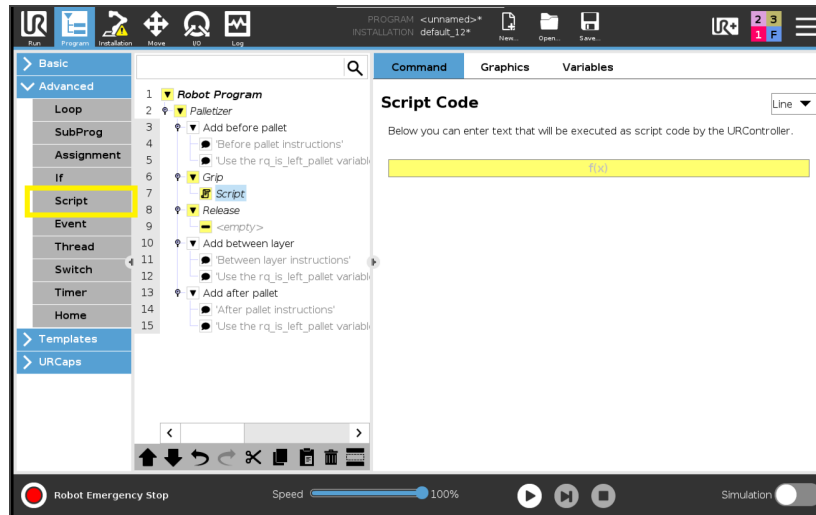 UR
Run
Program
Installation
Move
I/O
Log
PROGRAM <unnamed>*
INSTALLATION default_12*
New...
Open...
Save...
UR+
2 3
1 F
Basic
Advanced
Loop
SubProg
Assignment
If
Script
Event
Thread
Switch
Timer
Home
Templates
URCaps
1 Robot Program
2 Palletizer
3 Add before pallet
4 'Before pallet instructions'
5 'Use the rq_is_left_pallet variabl
6 Grip
7 Script
8 Release
9 <empty>
10 Add between layer
11 'Between layer instructions'
12 'Use the rq_is_left_pallet variabl
13 Add after pallet
14 'After pallet instructions'
15 'Use the rq_is_left_pallet variabl
Command Graphics Variables
Script Code
Line
Below you can enter text that will be executed as script code by the URController.
f(x)
Robot Emergency Stop
Speed
100%
Simulation